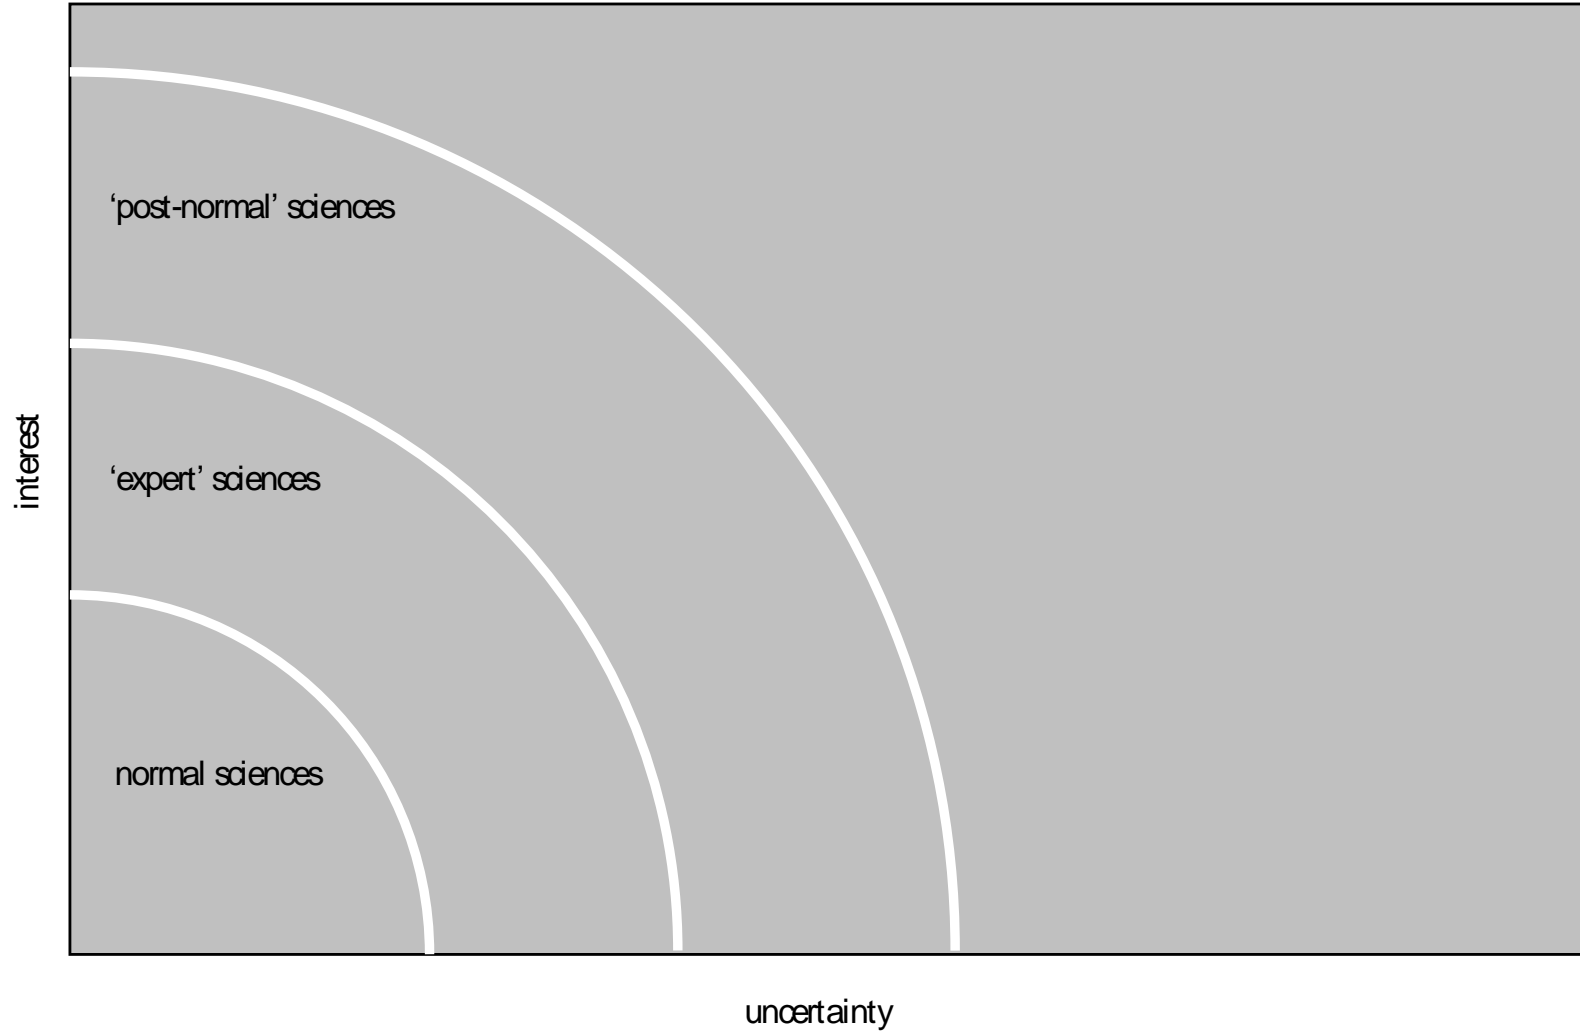 ‘post-normal’ sciences
‘expert’ sciences
interest
normal sciences
uncertainty